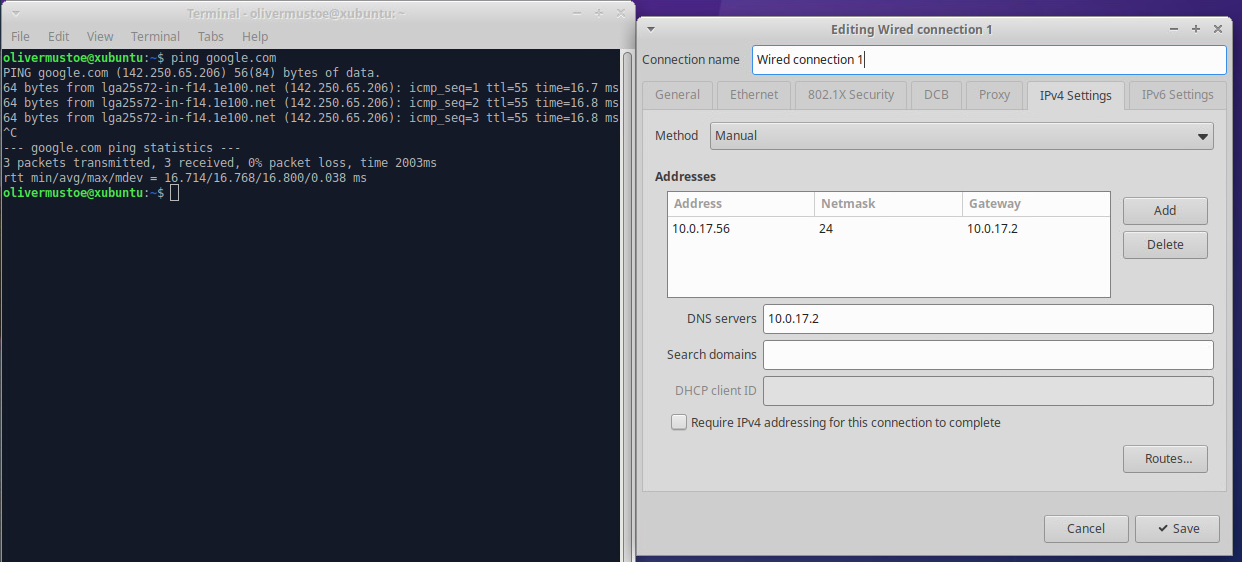 Terminal - olivermustoe@xubuntu: ~
File Edit View Terminal Tabs Help
olivermustoe@xubuntu:~$ ping google.com
PING google.com (142.250.65.206) 56(84) bytes of data.
64 bytes from lga25s72-in-f14.1e100.net (142.250.65.206): icmp_seq=1 ttl=55 time=16.7 ms
64 bytes from lga25s72-in-f14.1e100.net (142.250.65.206): icmp_seq=2 ttl=55 time=16.8 ms
64 bytes from lga25s72-in-f14.1e100.net (142.250.65.206): icmp_seq=3 ttl=55 time=16.8 ms
^C
--- google.com ping statistics ---
3 packets transmitted, 3 received, 0% packet loss, time 2003ms
rtt min/avg/max/mdev = 16.714/16.768/16.800/0.038 ms
olivermustoe@xubuntu:~$
Editing Wired connection 1
Connection name Wired connection 1
General Ethernet 802.1X Security DCB Proxy IPv4 Settings IPv6 Settings
Method Manual
Addresses
Address Netmask Gateway
10.0.17.56 24 10.0.17.2
Add
Delete
DNS servers 10.0.17.2
Search domains
DHCP client ID
Require IPv4 addressing for this connection to complete
Routes...
Cancel Save